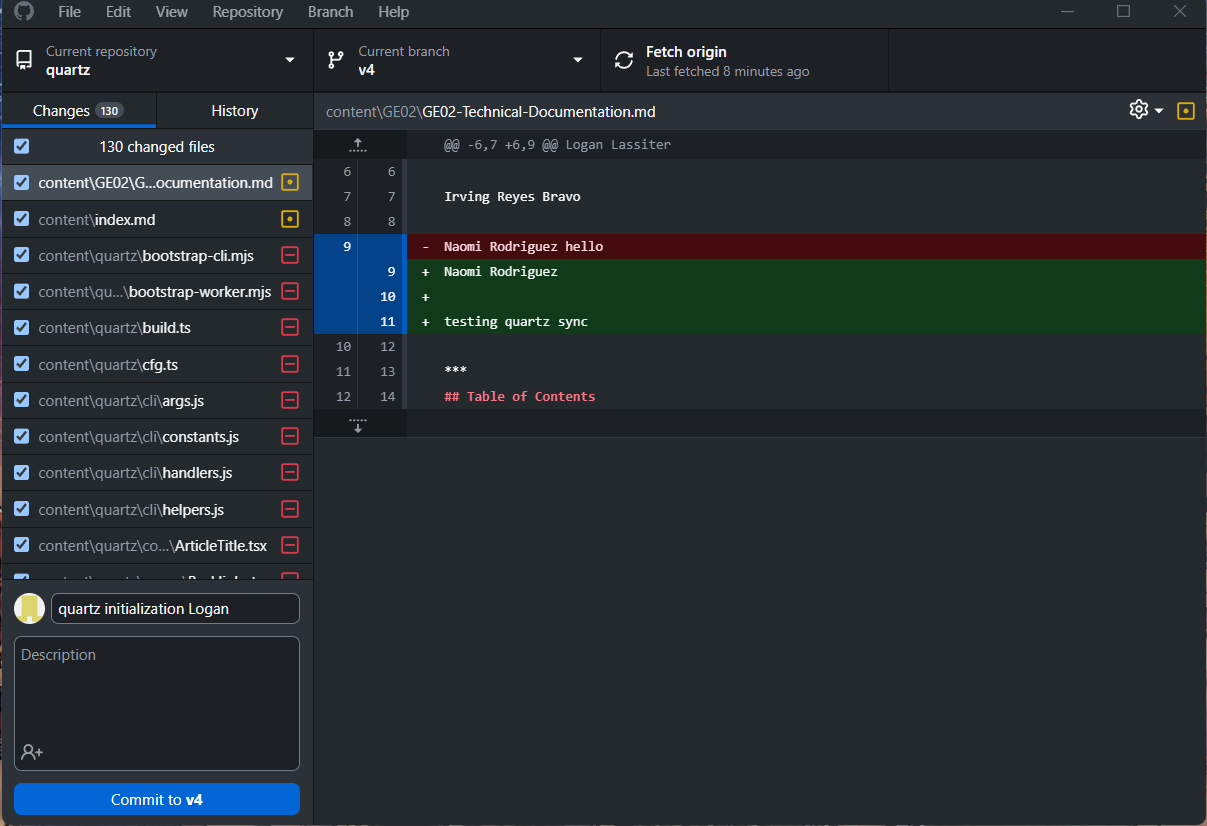 File Edit View Repository Branch Help
Current repository
quartz
Current branch
v4
Fetch origin
Last fetched 8 minutes ago
Changes 130
History
content\GE02\GE02-Technical-Documentation.md
130 changed files
content\GE02\G...ocumentation.md
content\index.md
content\quartz\bootstrap-cli.mjs
content\qu...\bootstrap-worker.mjs
content\quartz\build.ts
content\quartz\cfg.ts
content\quartz\cli\args.js
content\quartz\cli\constants.js
content\quartz\cli\handlers.js
content\quartz\cli\helpers.js
content\quartz\co...\ArticleTitle.tsx
quartz initialization Logan
Description
Commit to v4
@@ -6,7 +6,9 @@ Logan Lassiter
6 6
7 7 Irving Reyes Bravo
8 8
9 - Naomi Rodriguez hello
9 + Naomi Rodriguez
10 +
11 + testing quartz sync
10 12
11 13 ***
12 14 ## Table of Contents